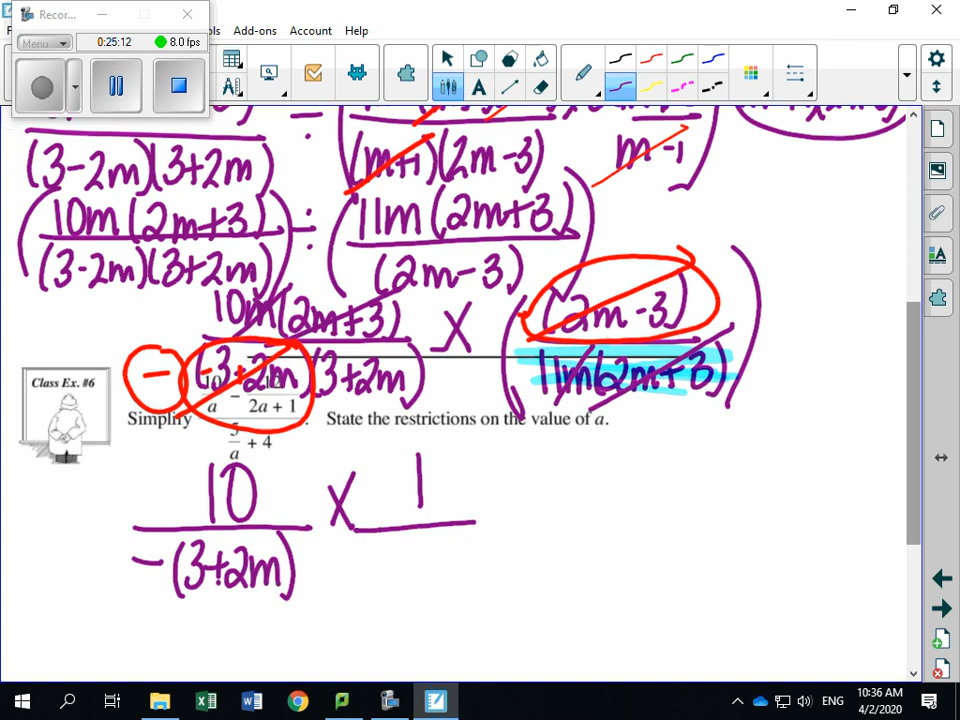 Recor...
Menu 0:25:12 8.0 fps
Add-ons Account Help
(3-2m)(3+2m) ÷ (m+1)(2m-3) m-1
10m(2m+3) ÷ 11m(2m+3)
(3-2m)(3+2m) (2m-3)
10m(2m+3) X (2m-3)
-(-3+2m)(3+2m) 11m(2m+3)
Class Ex. #6
10/a - 12/2a + 1
Simplify State the restrictions on the value of a.
5/a + 4
10 X 1
-(3+2m)
ENG 10:36 AM
4/2/2020